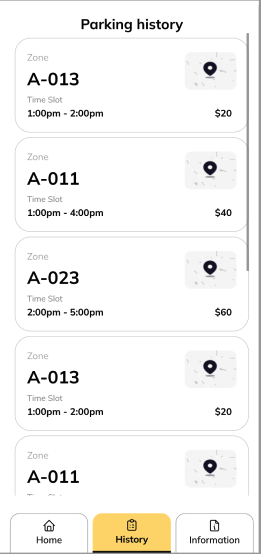 Parking history
Zone
A-013
Time Slot
1:00pm - 2:00pm $20
Zone
A-011
Time Slot
1:00pm - 4:00pm $40
Zone
A-023
Time Slot
2:00pm - 5:00pm $60
Zone
A-013
Time Slot
1:00pm - 2:00pm $20
Zone
A-011
Time Slot
Home History Information